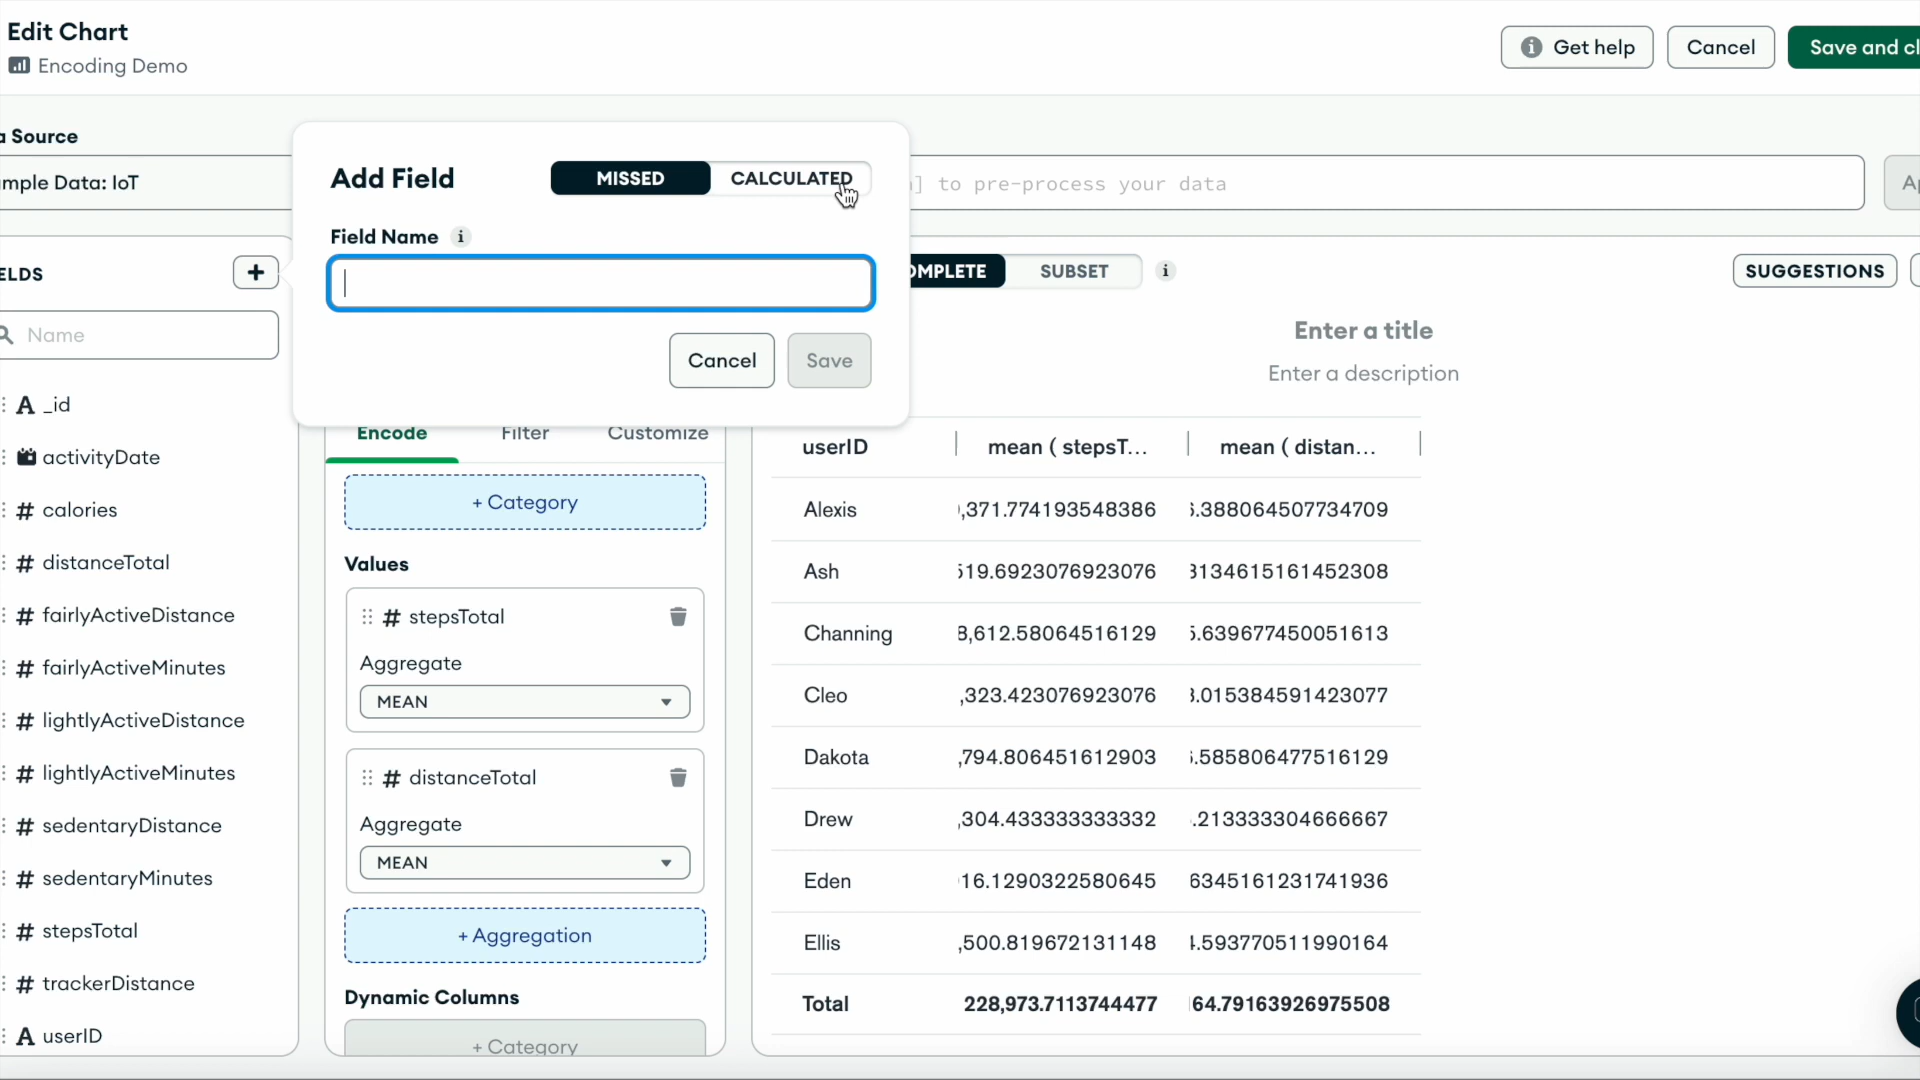 Edit Chart
Encoding Demo
Get help
Cancel
Save and cl
a Source
mple Data: IoT
Add Field
MISSED
CALCULATED
] to pre-process your data
Ap
Field Name
ELDS
+
OMPLETE
SUBSET
SUGGESTIONS
Name
Cancel
Save
Enter a title
Enter a description
_id
activityDate
# calories
# distanceTotal
# fairlyActiveDistance
# fairlyActiveMinutes
# lightlyActiveDistance
# lightlyActiveMinutes
# sedentaryDistance
# sedentaryMinutes
# stepsTotal
# trackerDistance
A userID
Encode
Filter
Customize
+ Category
Values
# stepsTotal
Aggregate
MEAN
# distanceTotal
Aggregate
MEAN
+ Aggregation
Dynamic Columns
+ Category
userID
mean ( stepsT...
mean ( distan...
Alexis ,371.774193548386 .388064507734709
Ash 519.6923076923076 3134615161452308
Channing 8,612.58064516129 .639677450051613
Cleo ,323.423076923076 .015384591423077
Dakota ,794.806451612903 .585806477516129
Drew ,304.433333333332 .213333304666667
Eden 16.1290322580645 63451612317419​36
Ellis ,500.819672131148 .593770511990164
Total 228,973.7113744477 64.79163926975508